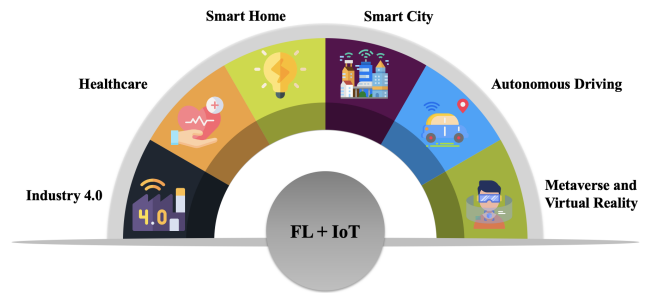 Smart Home
Smart City
Healthcare
Autonomous Driving
Industry 4.0
4.0
Metaverse and
Virtual Reality
FL + IoT